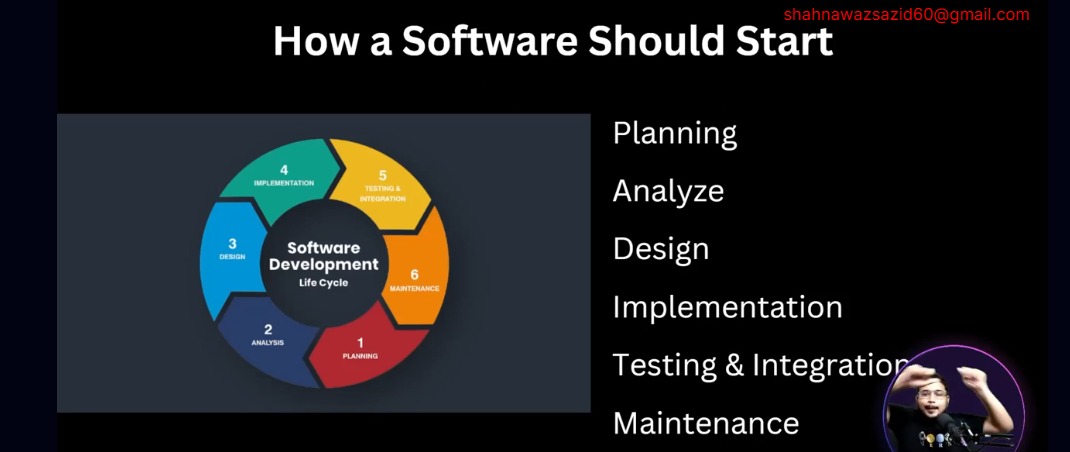 shahnawazsazid60@gmail.com
How a Software Should Start
4
IMPLEMENTATION
5
TESTING &
INTEGRATION
3
DESIGN
Software
Development
Life Cycle
6
MAINTENANCE
2
ANALYSIS
1
PLANNING
Planning
Analyze
Design
Implementation
Testing & Integration
Maintenance